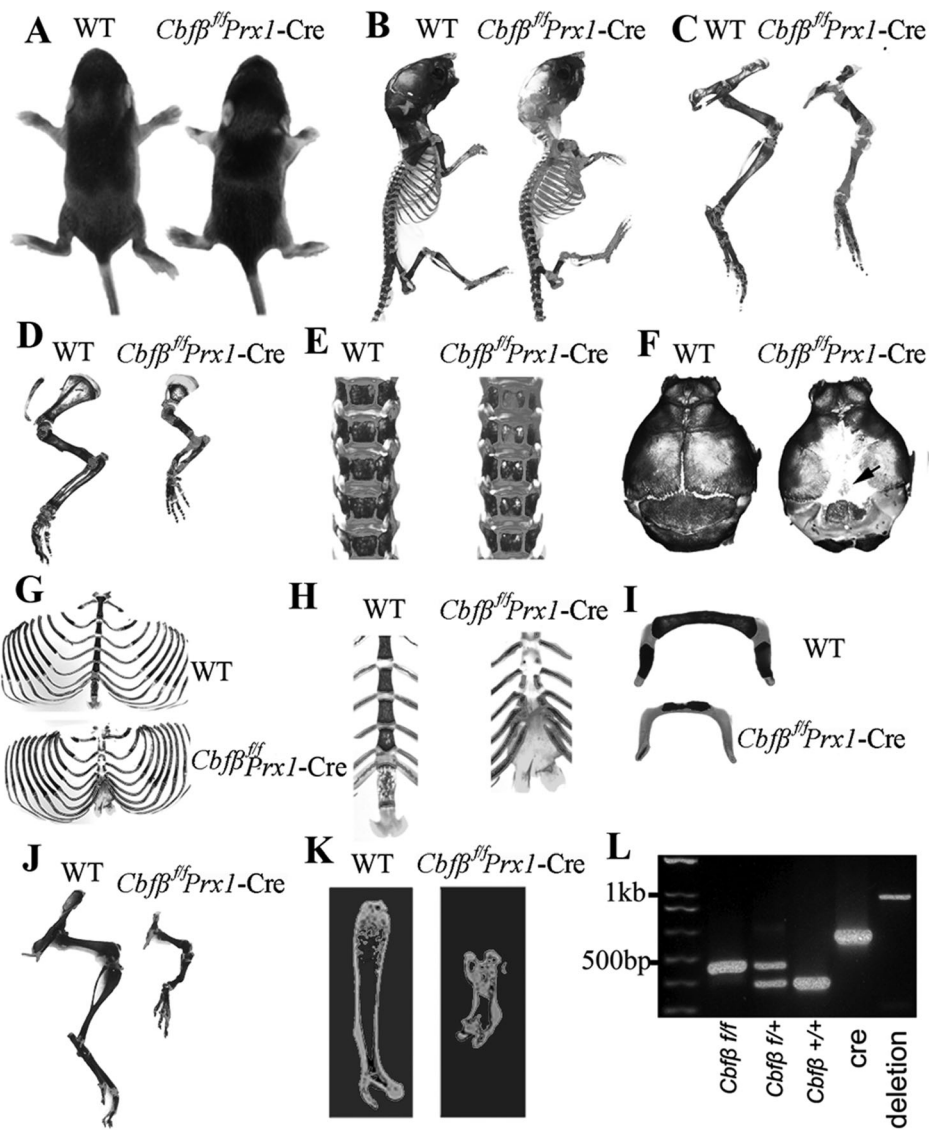 A WT Cbfβf/fPrx1-Cre
B WT Cbfβf/fPrx1-Cre
C WT Cbfβf/fPrx1-Cre
D WT Cbfβf/fPrx1-Cre
E WT Cbfβf/fPrx1-Cre
F WT Cbfβf/fPrx1-Cre
G
WT
Cbfβf/f
Prx1-Cre
H WT Cbfβf/fPrx1-Cre
I
WT
Cbfβf/fPrx1-Cre
J WT Cbfβf/fPrx1-Cre
K WT Cbfβf/fPrx1-Cre
L
1kb
500bp
Cbfβ f/f
Cbfβ f/+
Cbfβ +/+
cre
deletion